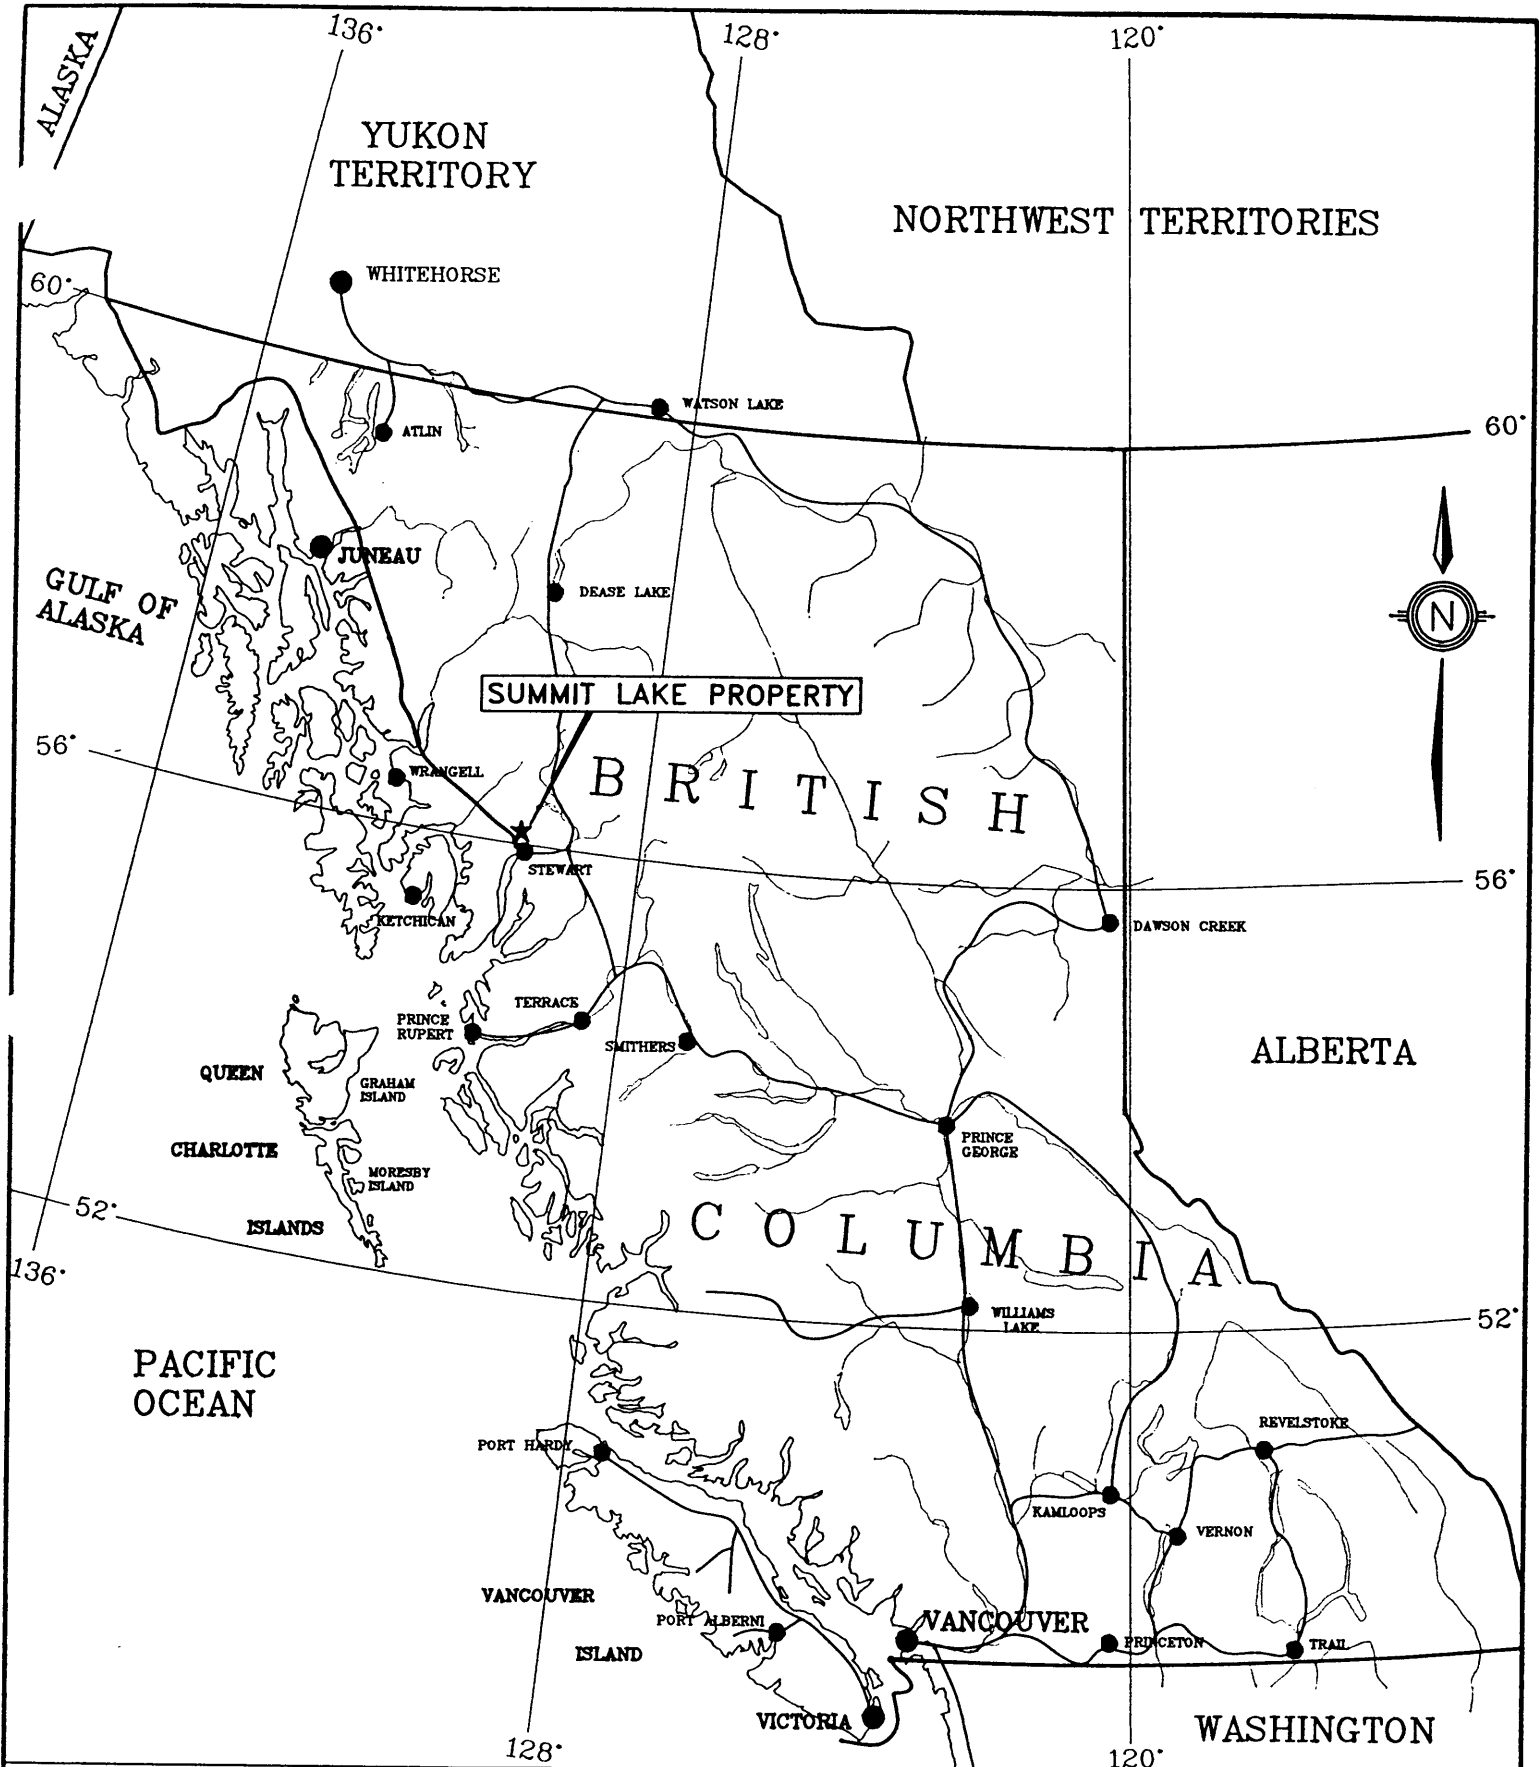 136°
128°
120°
ALASKA
YUKON
TERRITORY
NORTHWEST TERRITORIES
WHITEHORSE
60°
WATSON LAKE
ATLIN
60°
JUNEAU
GULF OF
ALASKA
DEASE LAKE
N
SUMMIT LAKE PROPERTY
56°
WRANGELL
BRITISH
STEWART
56°
KETCHICAN
DAWSON CREEK
TERRACE
PRINCE
RUPERT
SMITHERS
ALBERTA
QUEEN
GRAHAM
ISLAND
PRINCE
GEORGE
CHARLOTTE
MORESBY
ISLAND
52°
ISLANDS
COLUMBIA
136°
WILLIAMS
LAKE
52°
PACIFIC
OCEAN
REVELSTOKE
PORT HARDY
KAMLOOPS
VERNON
VANCOUVER
ISLAND
PORT ALBERNI
VANCOUVER
PRINCETON
TRAIL
VICTORIA
WASHINGTON
128°
120°